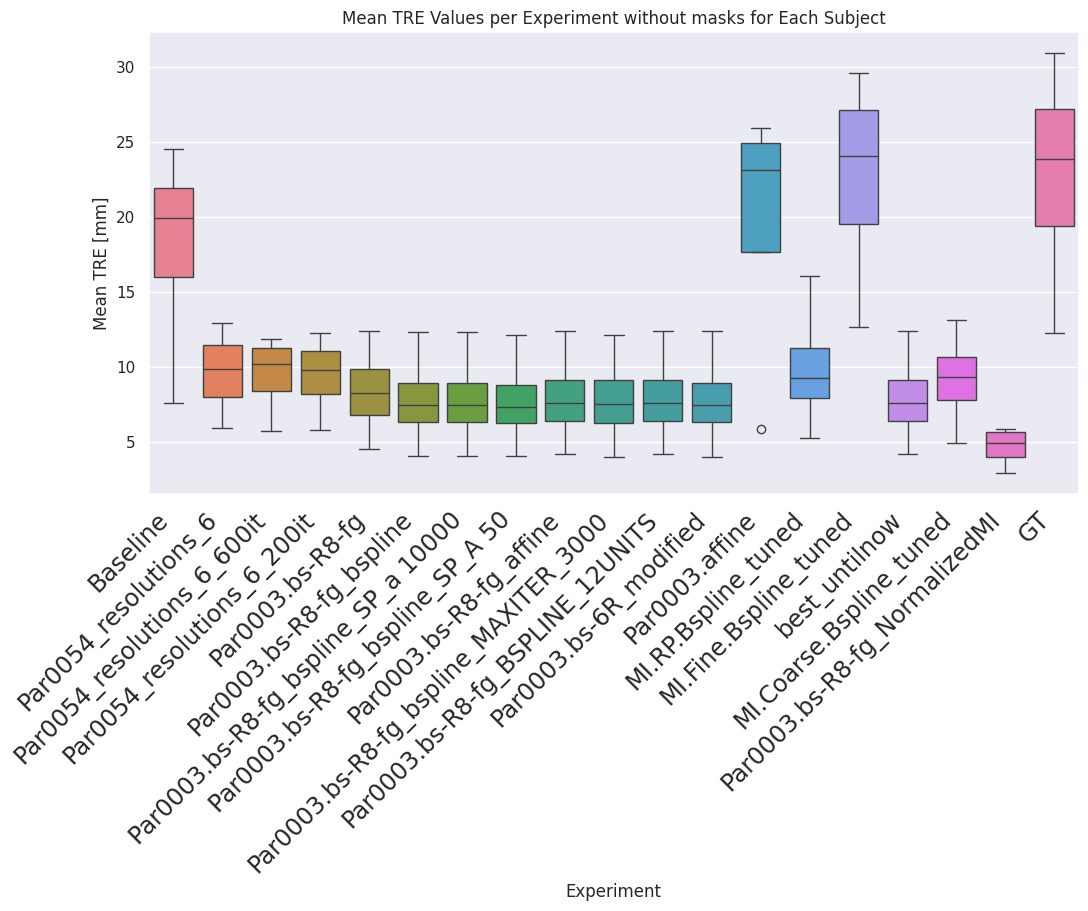 Mean TRE Values per Experiment without masks for Each Subject
Mean TRE [mm]
30
25
20
15
10
5
Baseline
Par0054_resolutions_6
Par0054_resolutions_6_600it
Par0054_resolutions_6_200it
Par0003.bs-R8-fg
Par0003.bs-R8-fg_bspline
Par0003.bs-R8-fg_bspline_SP_a 10000
Par0003.bs-R8-fg_bspline_SP_A 50
Par0003.bs-R8-fg_affine
Par0003.bs-R8-fg_bspline_MAXITER_3000
Par0003.bs-R8-fg_BSPLINE_12UNITS
Par0003.bs-6R_modified
Par0003.affine
MI.RP.Bspline_tuned
MI.Fine.Bspline_tuned
best_untilnow
MI.Coarse.Bspline_tuned
Par0003.bs-R8-fg_NormalizedMI
GT
Experiment